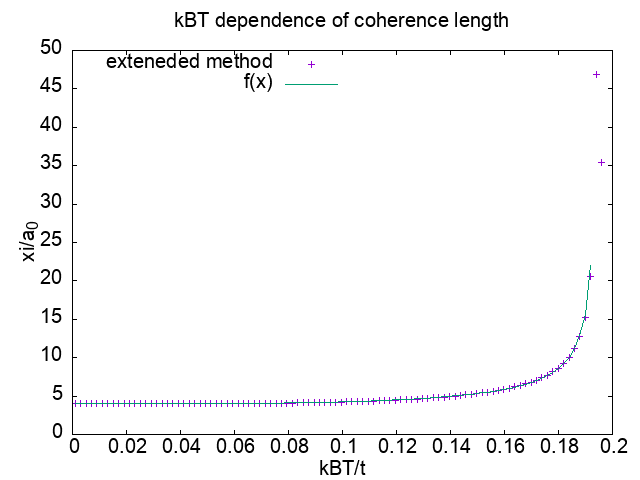 kBT dependence of coherence length
exteneded method
f(x)
50
45
40
35
30
25
20
15
10
5
0
xi/a0
0 0.02 0.04 0.06 0.08 0.1 0.12 0.14 0.16 0.18 0.2
kBT/t